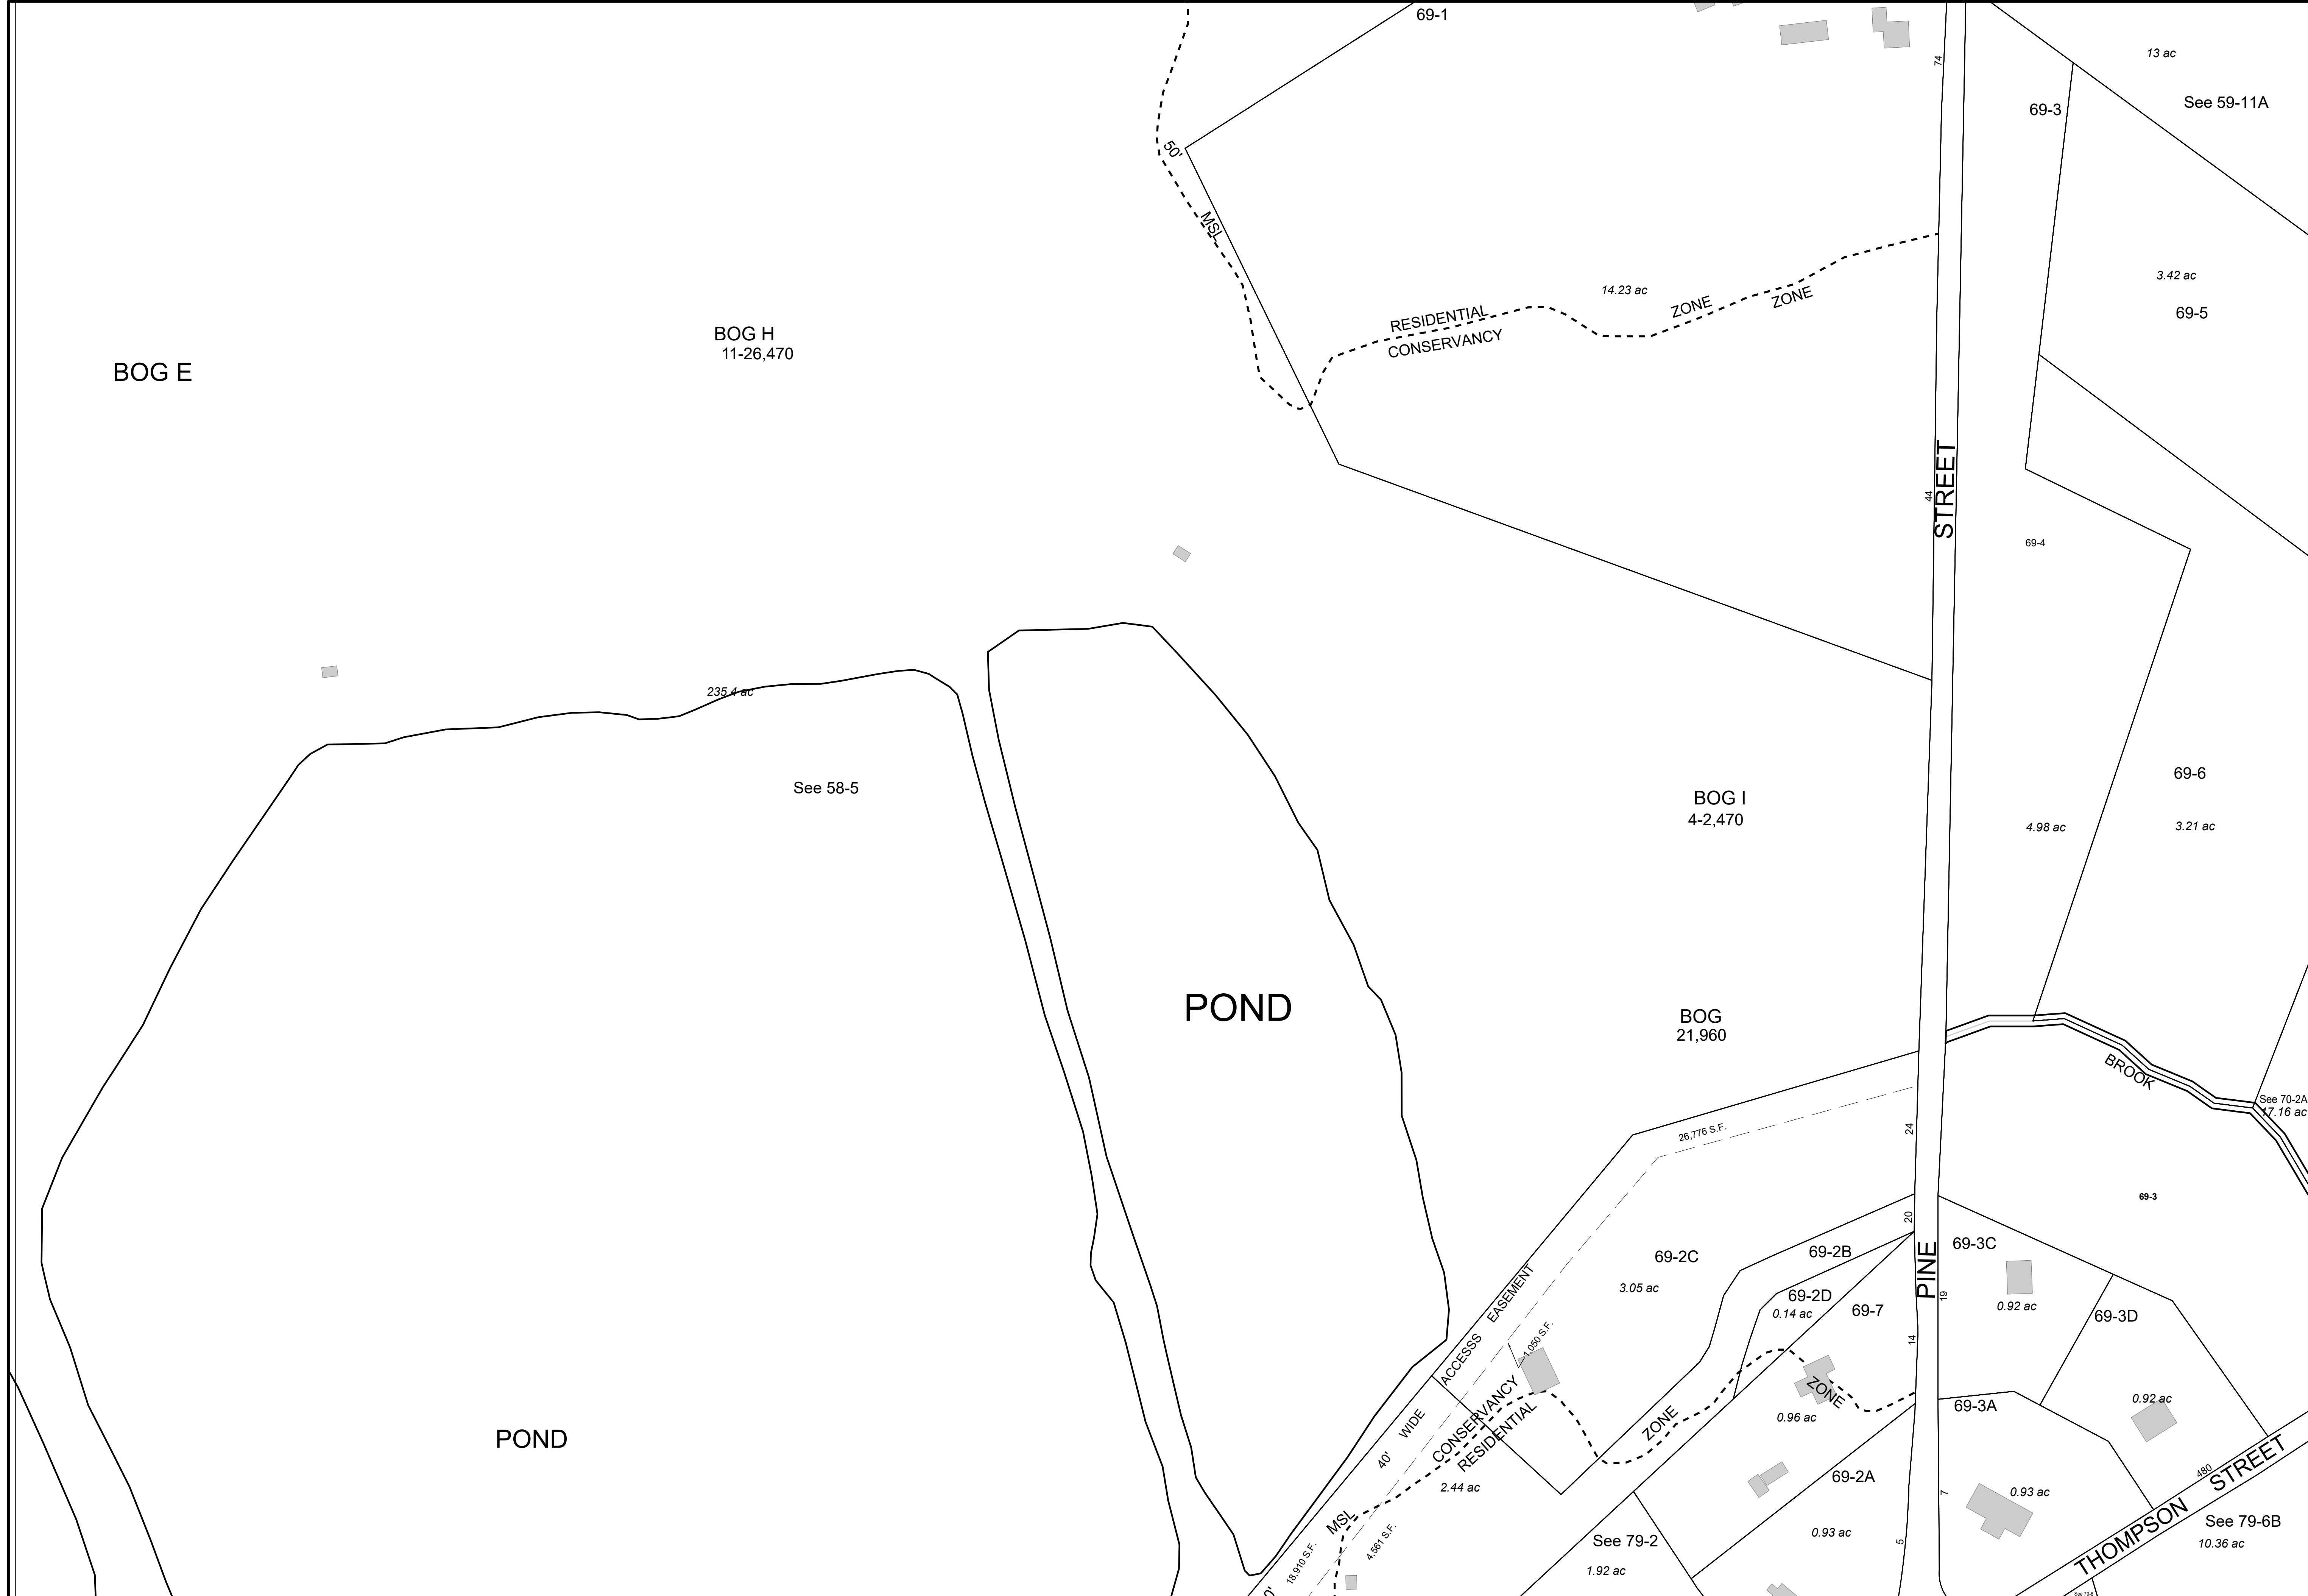 69-1
74
13 ac
See 59-11A
69-3
50'
MSL
14.23 ac
RESIDENTIAL ZONE
CONSERVANCY ZONE
3.42 ac
69-5
BOG H
11-26,470
BOG E
44
STREET
69-4
235.4 ac
See 58-5
BOG I
4-2,470
69-6
4.98 ac
3.21 ac
POND
BOG
21,960
BROOK
See 70-2A
17.16 ac
26,776 S.F.
24
69-3
20
69-2C
3.05 ac
69-2B
69-2D
0.14 ac
69-7
PINE
69-3C
19
0.92 ac
69-3D
14
40' WIDE ACCESSS EASEMENT
1,050 S.F.
CONSERVANCY ZONE
RESIDENTIAL ZONE
0.96 ac
69-3A
0.92 ac
POND
2.44 ac
MSL
69-2A
0.93 ac
7
0.93 ac
480
THOMPSON STREET
See 79-6B
10.36 ac
See 79-2
1.92 ac
5
4,561 S.F.
18,910 S.F.
0'
See 79-6